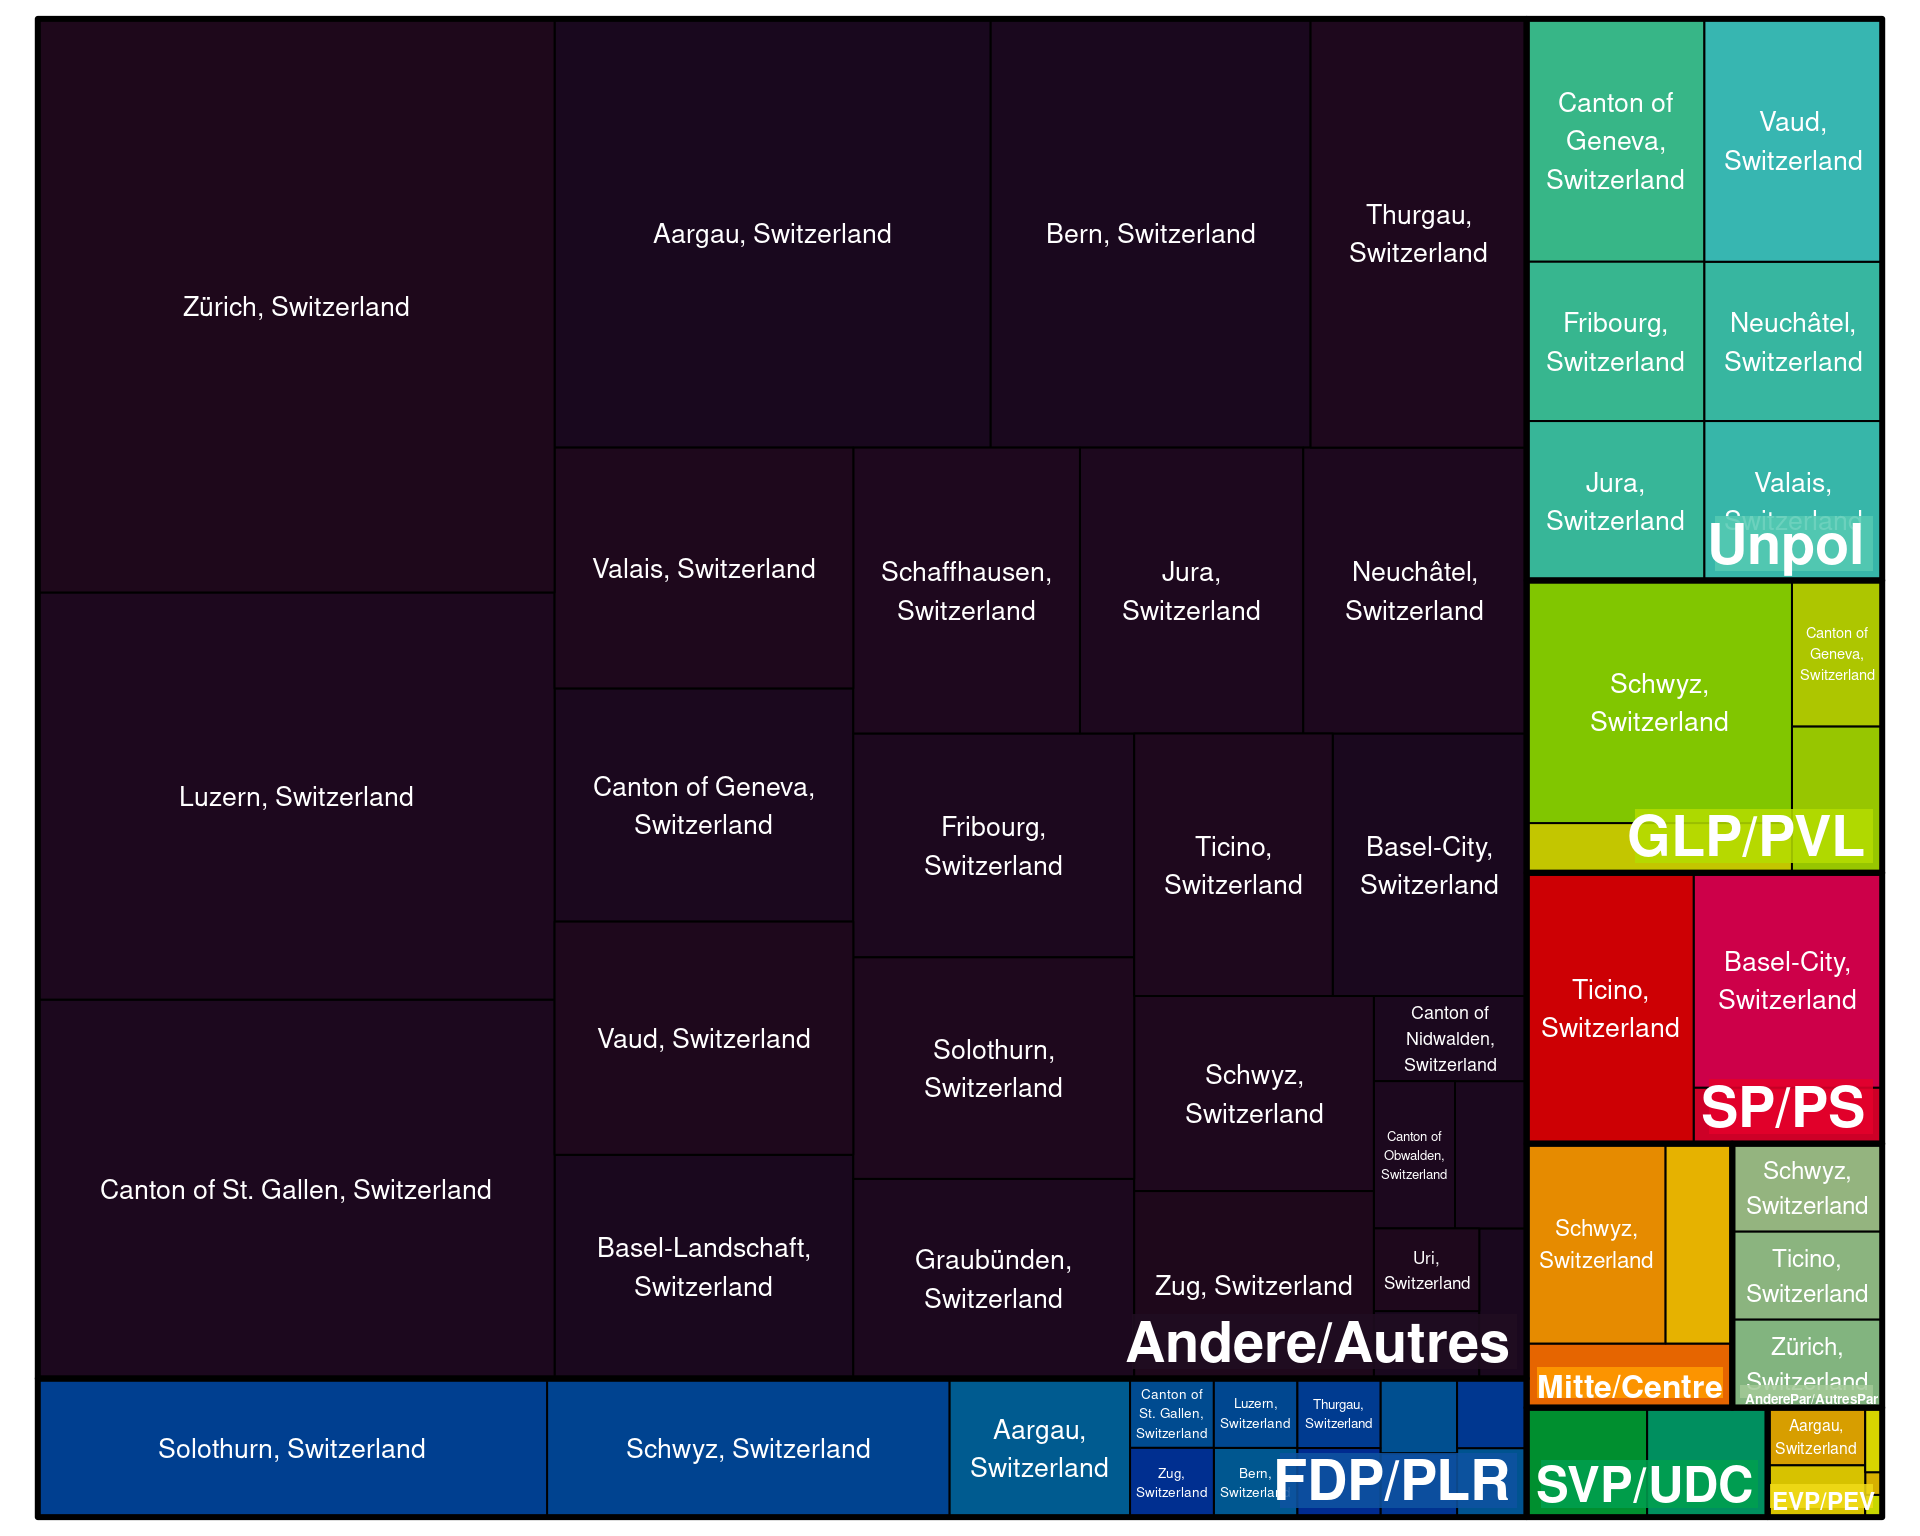 Zürich, Switzerland
Luzern, Switzerland
Canton of St. Gallen, Switzerland
Aargau, Switzerland
Bern, Switzerland
Thurgau,
Switzerland
Valais, Switzerland
Canton of Geneva,
Switzerland
Vaud, Switzerland
Basel-Landschaft,
Switzerland
Schaffhausen,
Switzerland
Jura,
Switzerland
Neuchâtel,
Switzerland
Fribourg,
Switzerland
Solothurn,
Switzerland
Graubünden,
Switzerland
Ticino,
Switzerland
Basel-City,
Switzerland
Schwyz,
Switzerland
Zug, Switzerland
Canton of
Nidwalden,
Switzerland
Canton of
Obwalden,
Switzerland
Uri,
Switzerland
Andere/Autres
Solothurn, Switzerland
Schwyz, Switzerland
Aargau,
Switzerland
Canton of
St. Gallen,
Switzerland
Luzern,
Switzerland
Thurgau,
Switzerland
Zug,
Switzerland
Bern,
Switzerland
FDP/PLR
Canton of
Geneva,
Switzerland
Vaud,
Switzerland
Fribourg,
Switzerland
Neuchâtel,
Switzerland
Jura,
Switzerland
Valais,
Switzerland
Unpol
Schwyz,
Switzerland
Canton of
Geneva,
Switzerland
GLP/PVL
Ticino,
Switzerland
Basel-City,
Switzerland
SP/PS
Schwyz,
Switzerland
Mitte/Centre
Schwyz,
Switzerland
Ticino,
Switzerland
Zürich,
Switzerland
AnderePar/AutresPar
SVP/UDC
Aargau,
Switzerland
EVP/PEV